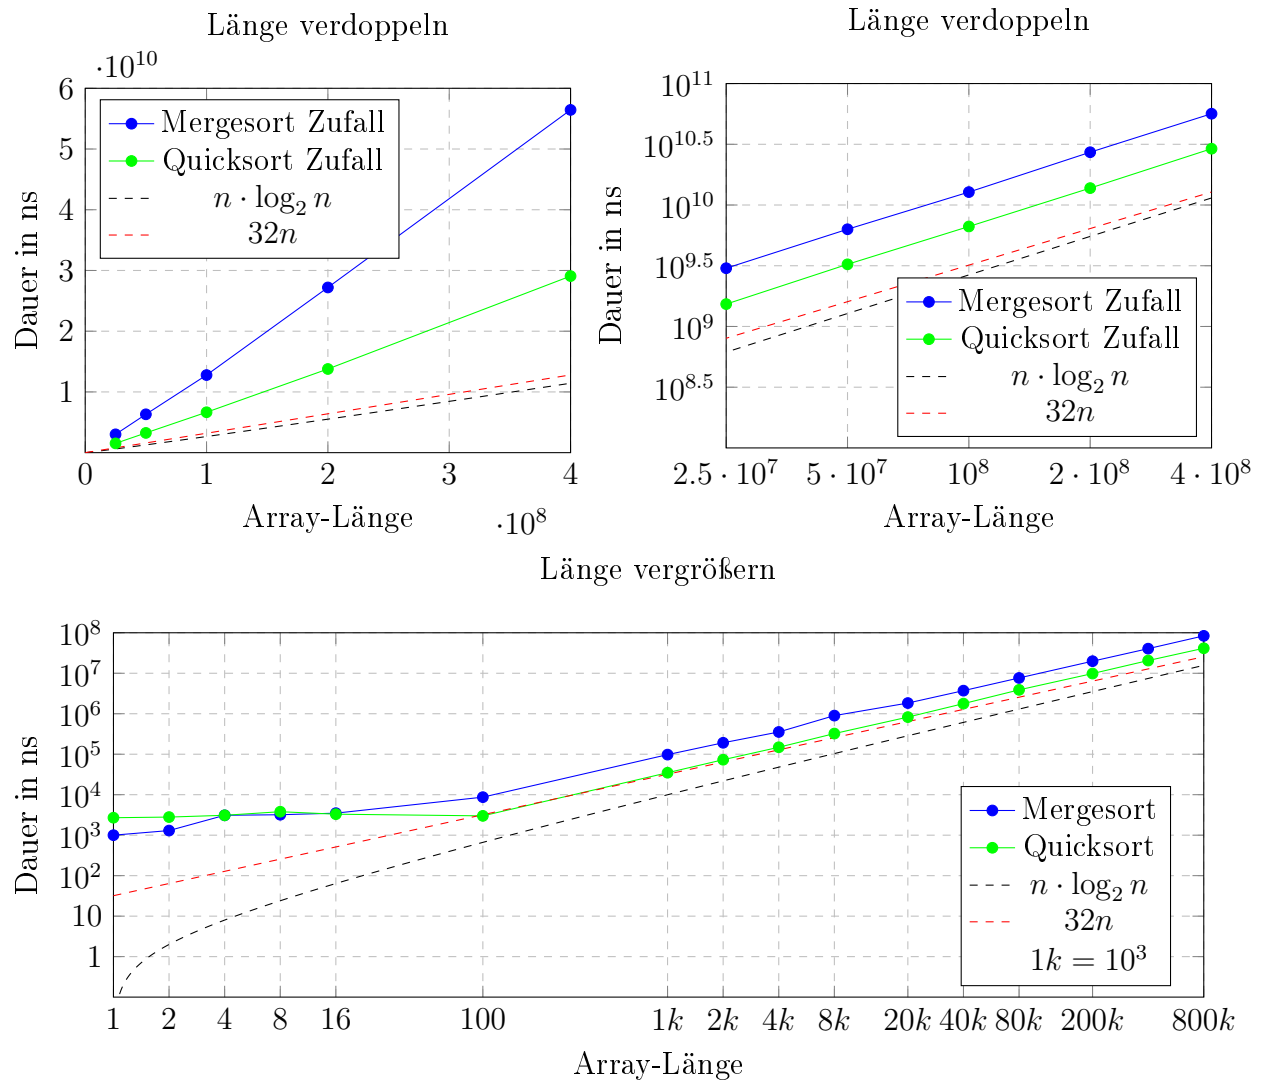 Länge verdoppeln
·10^10
6
5
4
3
2
1
Dauer in ns
Mergesort Zufall
Quicksort Zufall
n · log₂ n
32n
0 1 2 3 4
Array-Länge
·10^8
Länge verdoppeln
10^11
10^10.5
10^10
10^9.5
10^9
10^8.5
Dauer in ns
Mergesort Zufall
Quicksort Zufall
n · log₂ n
32n
2.5 · 10^7 5 · 10^7 10^8 2 · 10^8 4 · 10^8
Array-Länge
Länge vergrößern
10^8
10^7
10^6
10^5
10^4
10^3
10^2
10
1
Dauer in ns
Mergesort
Quicksort
n · log₂ n
32n
1k = 10^3
1 2 4 8 16 100 1k 2k 4k 8k 20k 40k 80k 200k 800k
Array-Länge